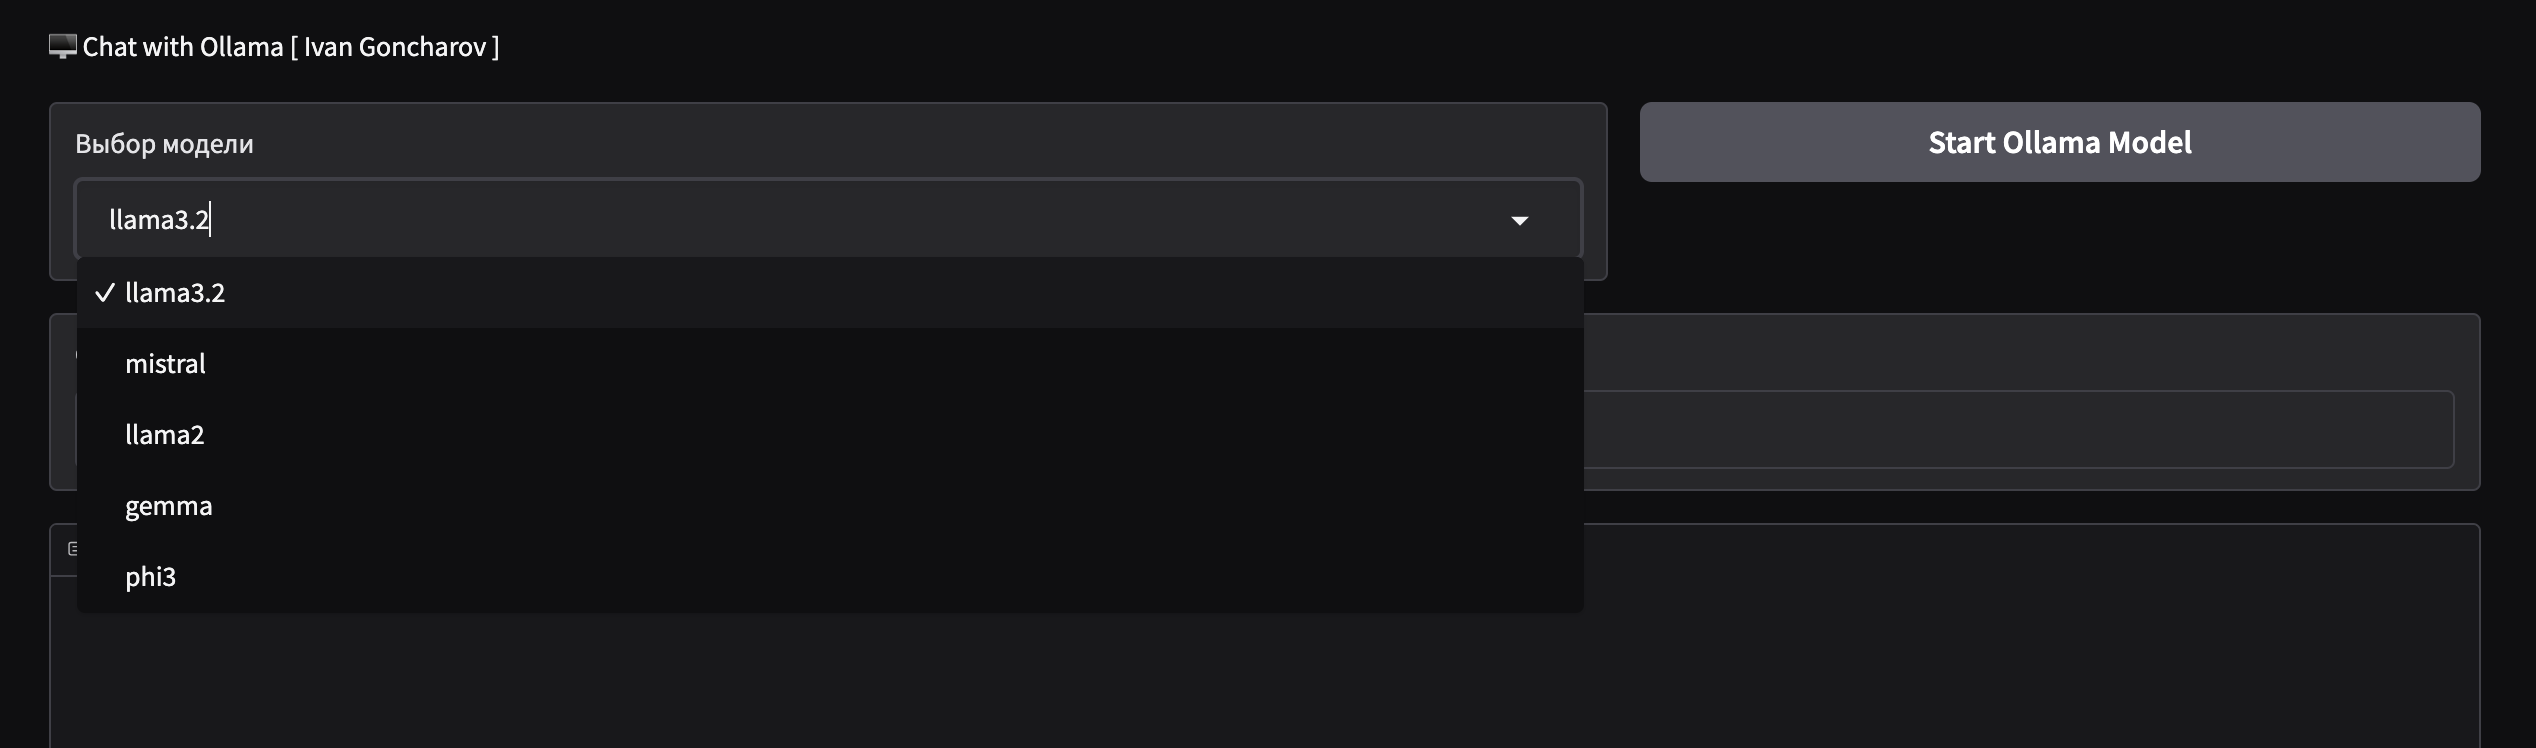 Chat with Ollama [ Ivan Goncharov ]
Выбор модели
Start Ollama Model
llama3.2
llama3.2
mistral
llama2
gemma
phi3